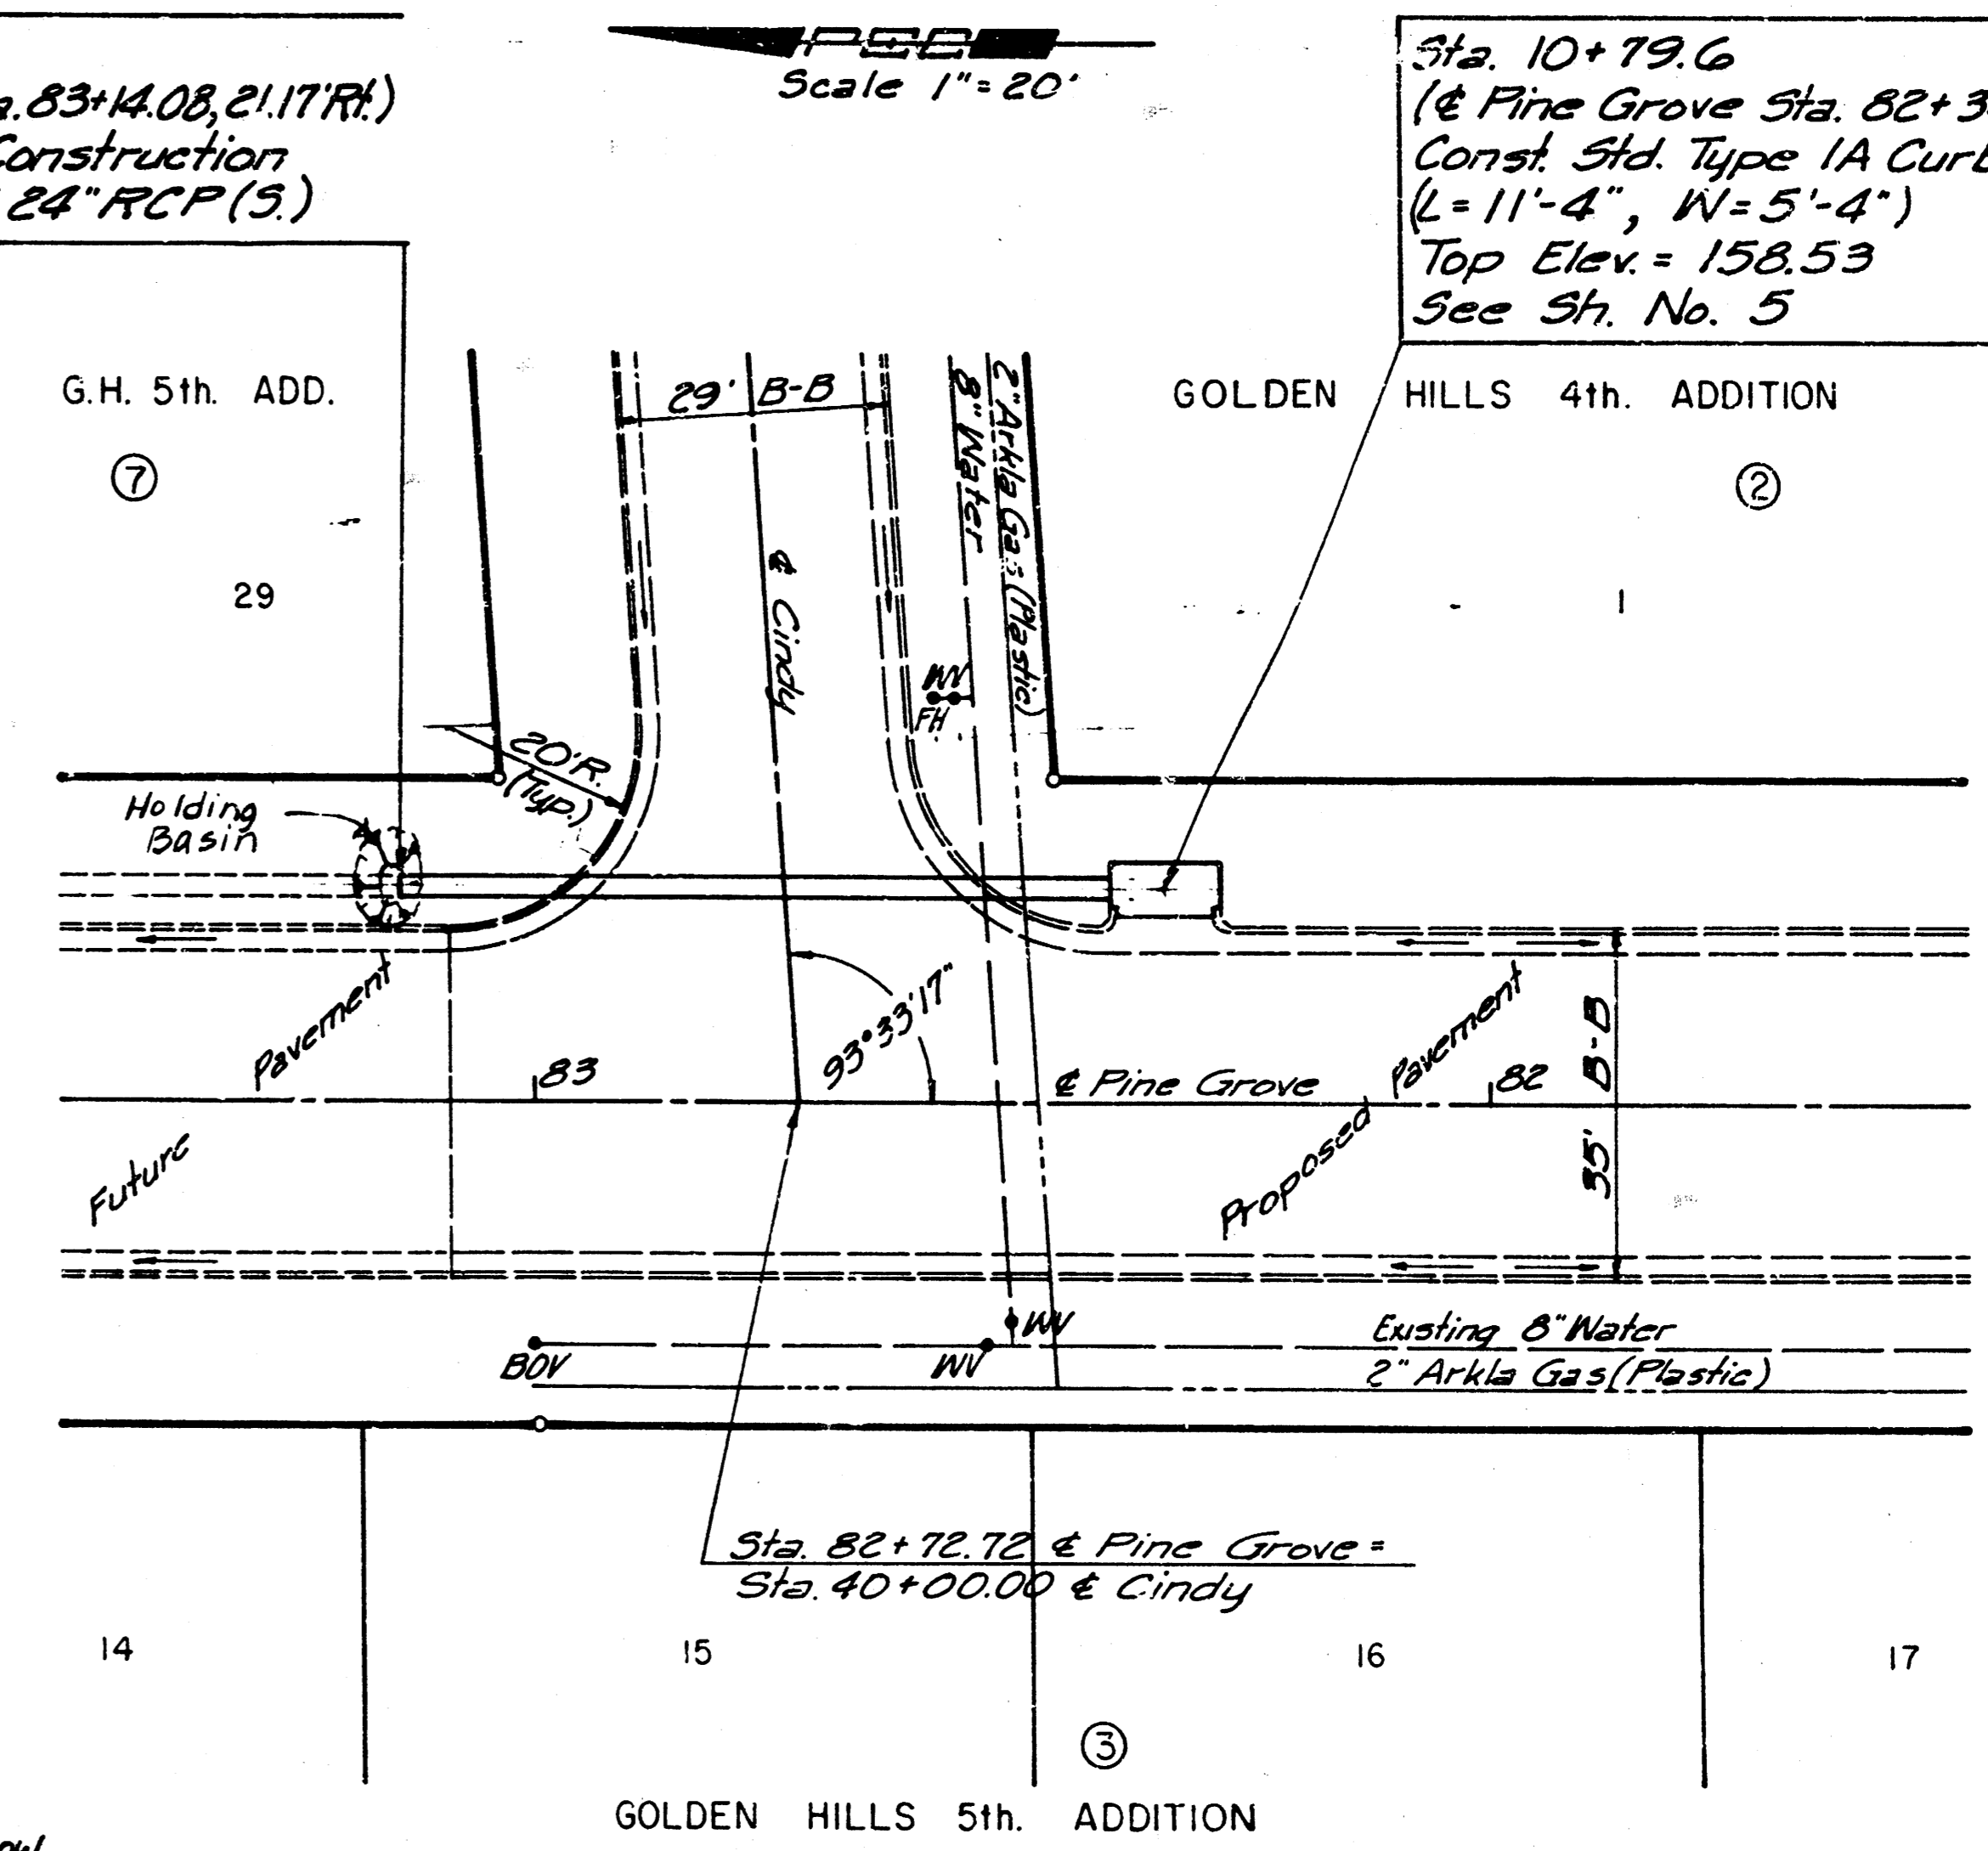 Scale 1"=20'
a. 83+14.08, 21.17' Rt.)
Construction
24" RCP (S.)
Sta. 10+79.6
(℄ Pine Grove Sta. 82+3
Const. Std. Type 1A Curb
(L=11'-4", W=5'-4")
Top Elev. = 158.53
See Sh. No. 5
G.H. 5th. ADD.
7
29
29' B-B
8" Water
2" Arkla Gas (Plastic)
GOLDEN HILLS 4th. ADDITION
2
1
℄ Cindy
WV
FH
20' R.
(Typ.)
Holding
Basin
93°33'17"
Pavement
83
℄ Pine Grove
Pavement
82
35' B-B
Future
Proposed
WV
BOV
WV
Existing 8" Water
2" Arkla Gas (Plastic)
Sta. 82+72.72 ℄ Pine Grove =
Sta. 40+00.00 ℄ Cindy
14
15
16
17
3
GOLDEN HILLS 5th. ADDITION